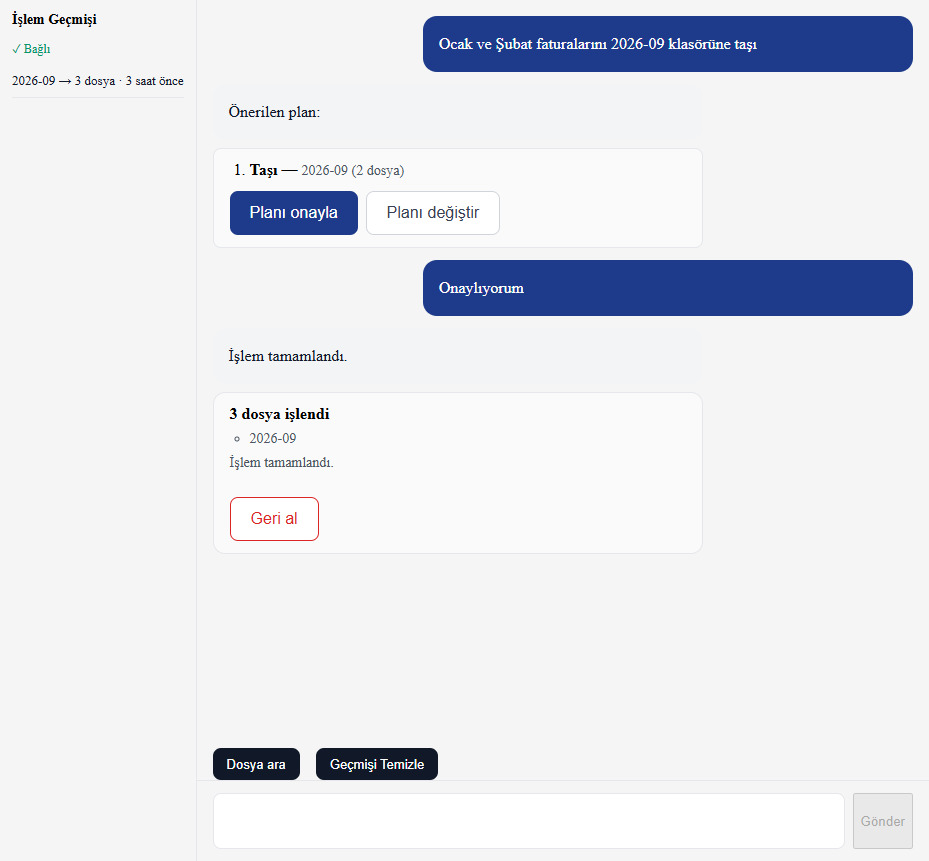 İşlem Geçmişi
✓ Bağlı
2026-09 → 3 dosya · 3 saat önce
Ocak ve Şubat faturalarını 2026-09 klasörüne taşı
Önerilen plan:
1. Taşı — 2026-09 (2 dosya)
Planı onayla
Planı değiştir
Onaylıyorum
İşlem tamamlandı.
3 dosya işlendi
2026-09
İşlem tamamlandı.
Geri al
Dosya ara
Geçmişi Temizle
Gönder